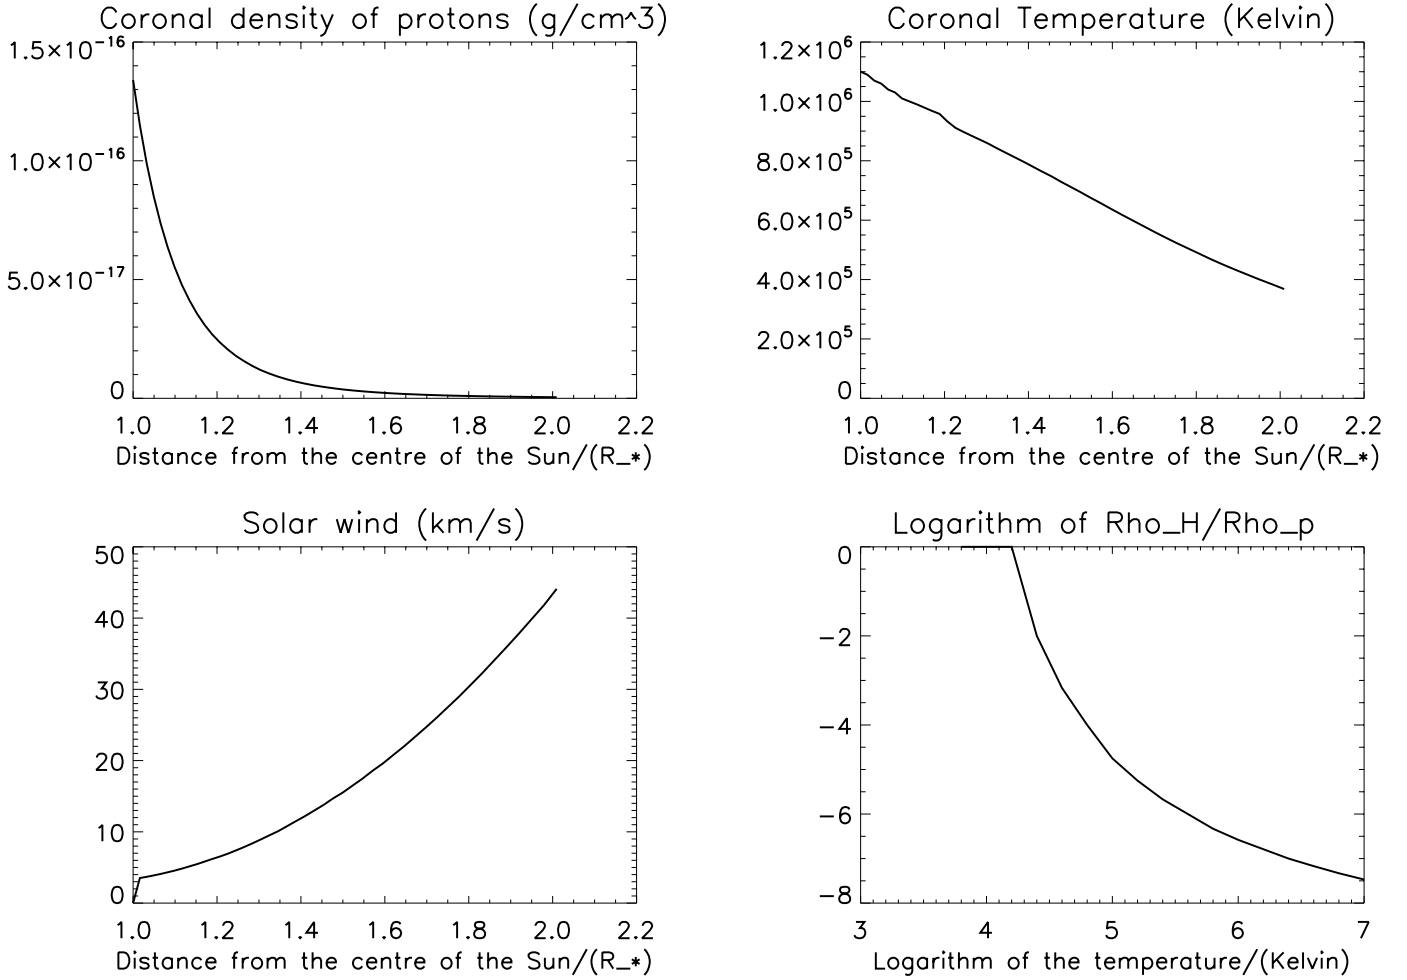 Coronal density of protons (g/cm^3)
1.5×10⁻¹⁶
1.0×10⁻¹⁶
5.0×10⁻¹⁷
0
1.0 1.2 1.4 1.6 1.8 2.0 2.2
Distance from the centre of the Sun/(R_*)
Coronal Temperature (Kelvin)
1.2×10⁶
1.0×10⁶
8.0×10⁵
6.0×10⁵
4.0×10⁵
2.0×10⁵
0
1.0 1.2 1.4 1.6 1.8 2.0 2.2
Distance from the centre of the Sun/(R_*)
Solar wind (km/s)
50
40
30
20
10
0
1.0 1.2 1.4 1.6 1.8 2.0 2.2
Distance from the centre of the Sun/(R_*)
Logarithm of Rho_H/Rho_p
0
−2
−4
−6
−8
3 4 5 6 7
Logarithm of the temperature/(Kelvin)